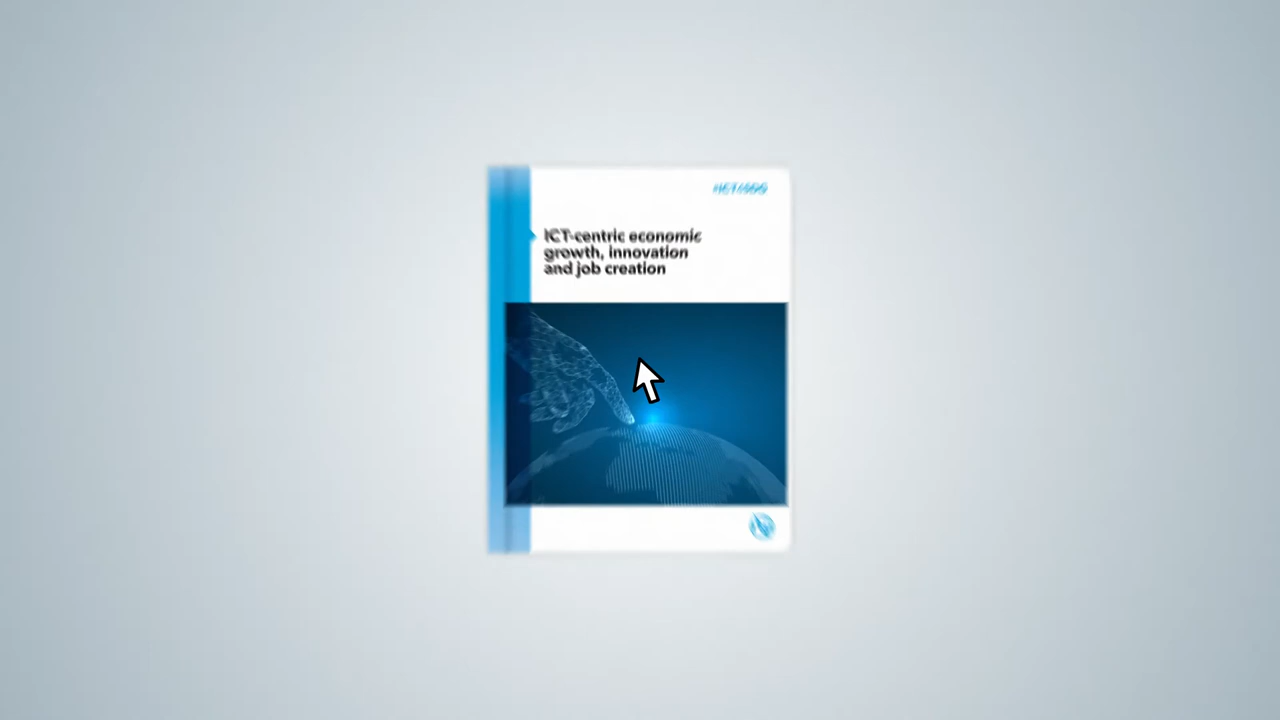 ICT-centric economic
growth, innovation
and job creation